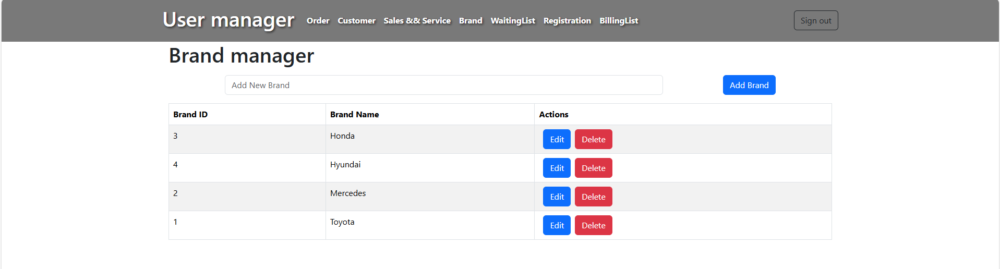 User manager Order Customer Sales && Service Brand WaitingList Registration BillingList Sign out
Brand manager
Add New Brand Add Brand
Brand ID Brand Name Actions
3 Honda Edit Delete
4 Hyundai Edit Delete
2 Mercedes Edit Delete
1 Toyota Edit Delete